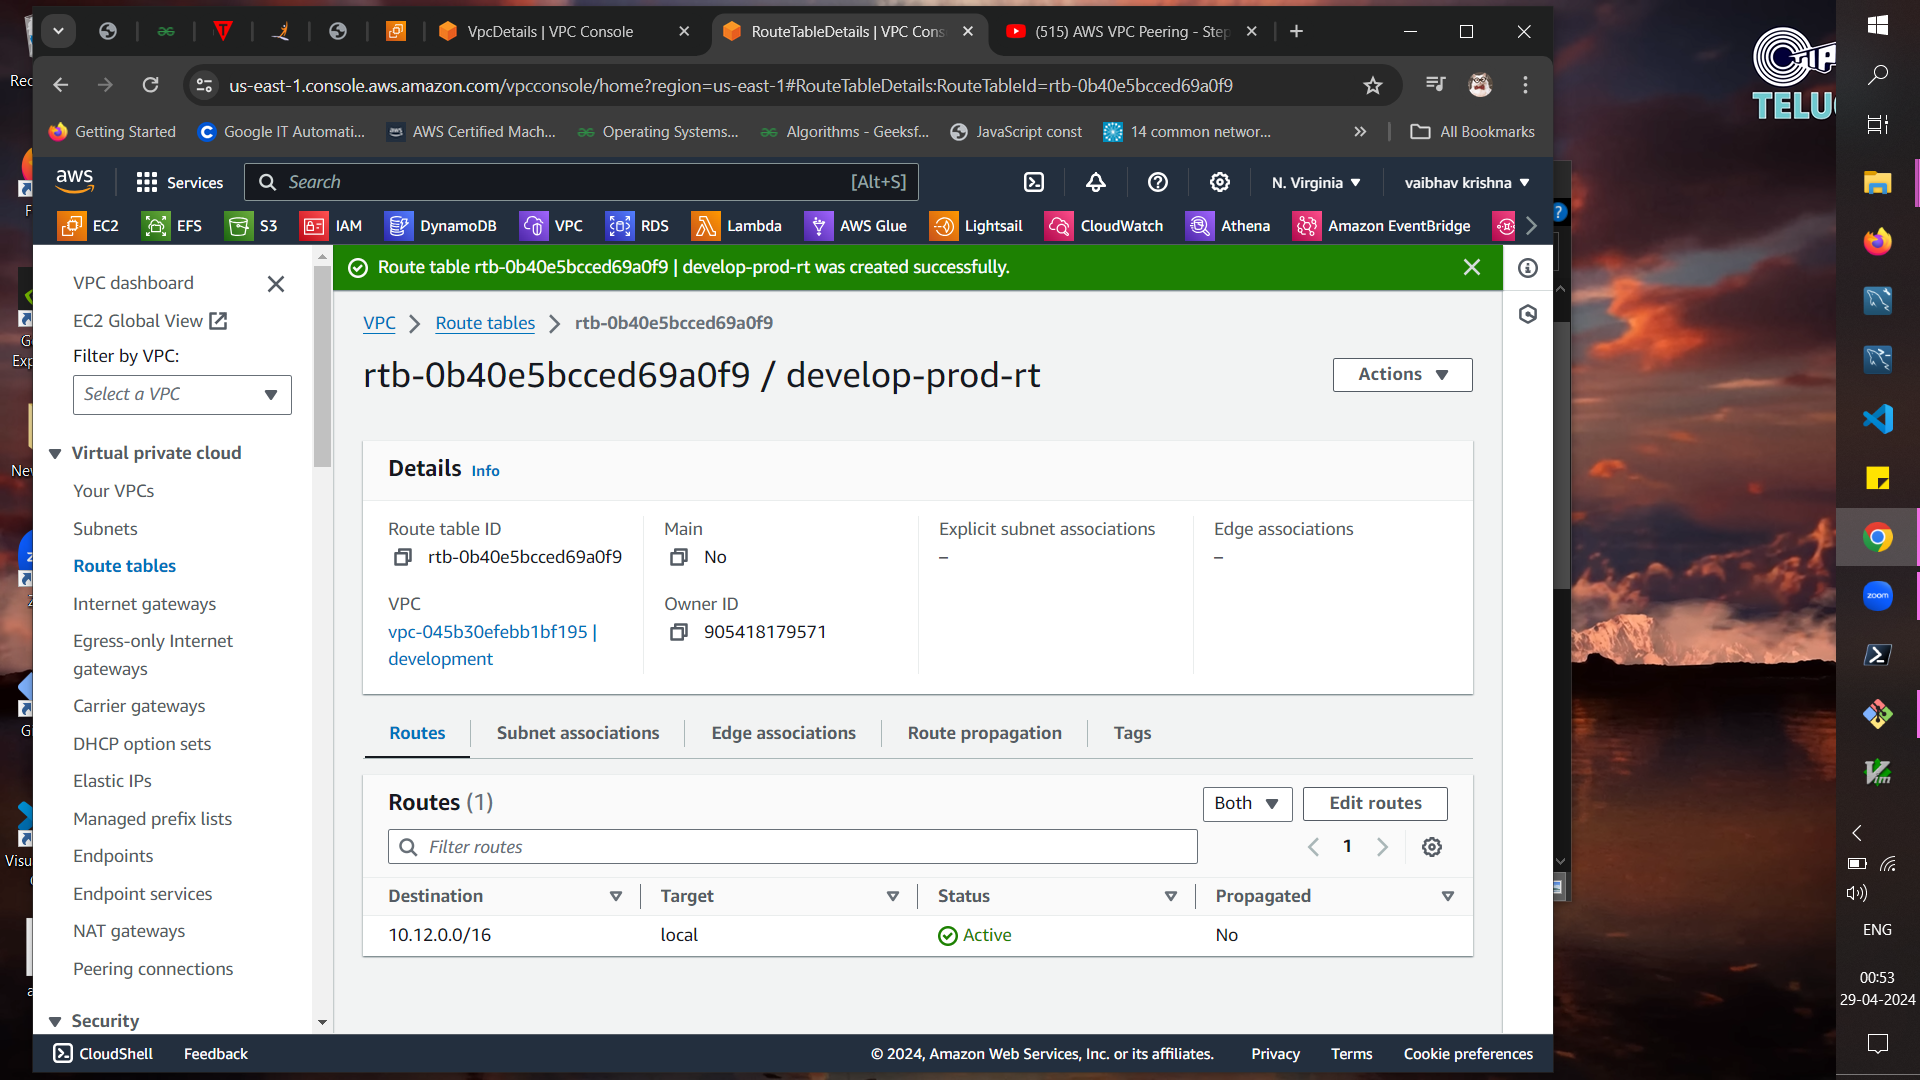 VpcDetails | VPC Console
RouteTableDetails | VPC Cons
(515) AWS VPC Peering - Step
us-east-1.console.aws.amazon.com/vpcconsole/home?region=us-east-1#RouteTableDetails:RouteTableId=rtb-0b40e5bcced69a0f9
Getting Started
Google IT Automati...
AWS Certified Mach...
Operating Systems...
Algorithms - Geeksf...
JavaScript const
14 common networ...
All Bookmarks
aws
Services
Search
[Alt+S]
N. Virginia
vaibhav krishna
EC2
EFS
S3
IAM
DynamoDB
VPC
RDS
Lambda
AWS Glue
Lightsail
CloudWatch
Athena
Amazon EventBridge
VPC dashboard
EC2 Global View
Filter by VPC:
Select a VPC
Virtual private cloud
Your VPCs
Subnets
Route tables
Internet gateways
Egress-only Internet
gateways
Carrier gateways
DHCP option sets
Elastic IPs
Managed prefix lists
Endpoints
Endpoint services
NAT gateways
Peering connections
Security
Route table rtb-0b40e5bcced69a0f9 | develop-prod-rt was created successfully.
VPC
Route tables
rtb-0b40e5bcced69a0f9
rtb-0b40e5bcced69a0f9 / develop-prod-rt
Actions
Details Info
Route table ID
rtb-0b40e5bcced69a0f9
Main
No
Explicit subnet associations
–
Edge associations
–
VPC
vpc-045b30efebb1bf195 |
development
Owner ID
905418179571
Routes
Subnet associations
Edge associations
Route propagation
Tags
Routes (1)
Both
Edit routes
Filter routes
1
Destination
Target
Status
Propagated
10.12.0.0/16
local
Active
No
CloudShell
Feedback
© 2024, Amazon Web Services, Inc. or its affiliates.
Privacy
Terms
Cookie preferences
TELU
zoom
ENG
00:53
29-04-2024